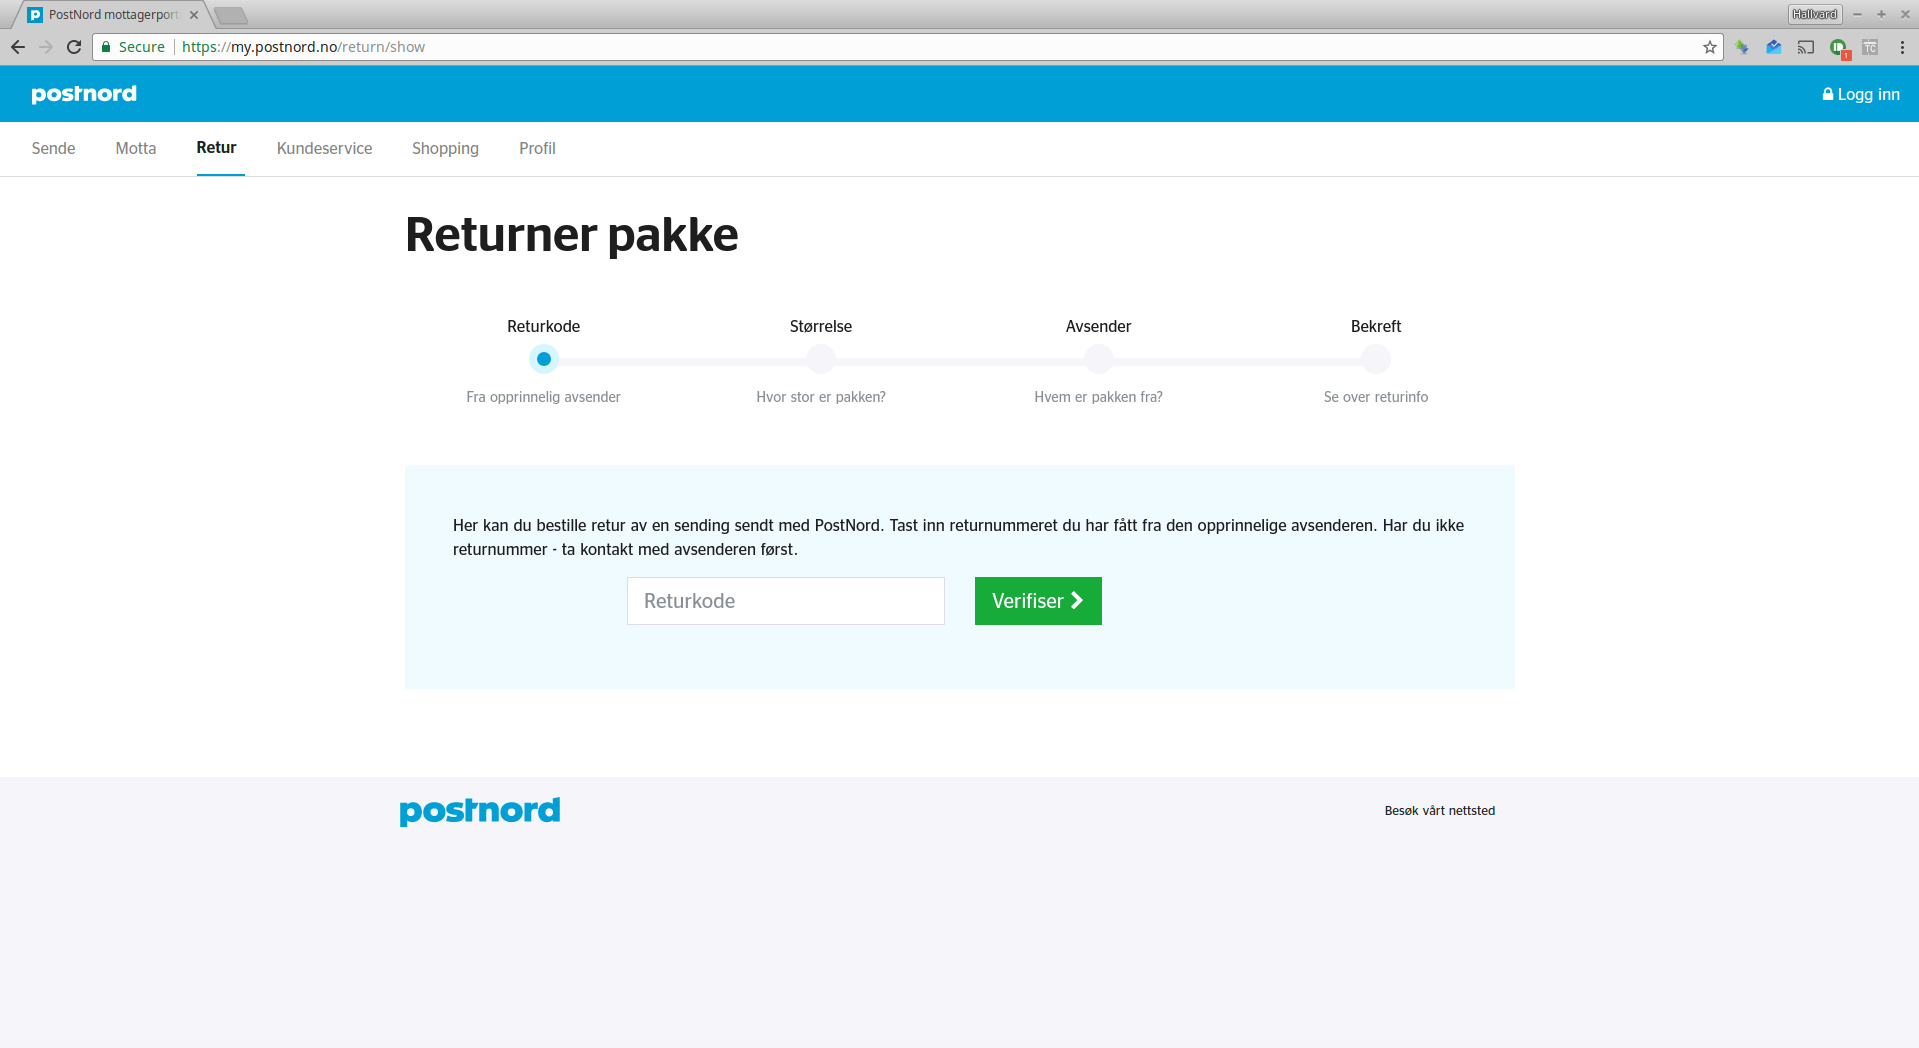 PostNord mottagerport
Hallvard
Secure https://my.postnord.no/return/show
1
TC
postnord
Logg inn
Sende Motta Retur Kundeservice Shopping Profil
Returner pakke
Returkode Størrelse Avsender Bekreft
Fra opprinnelig avsender Hvor stor er pakken? Hvem er pakken fra? Se over returinfo
Her kan du bestille retur av en sending sendt med PostNord. Tast inn returnummeret du har fått fra den opprinnelige avsenderen. Har du ikke
returnummer - ta kontakt med avsenderen først.
Returkode Verifiser
postnord
Besøk vårt nettsted